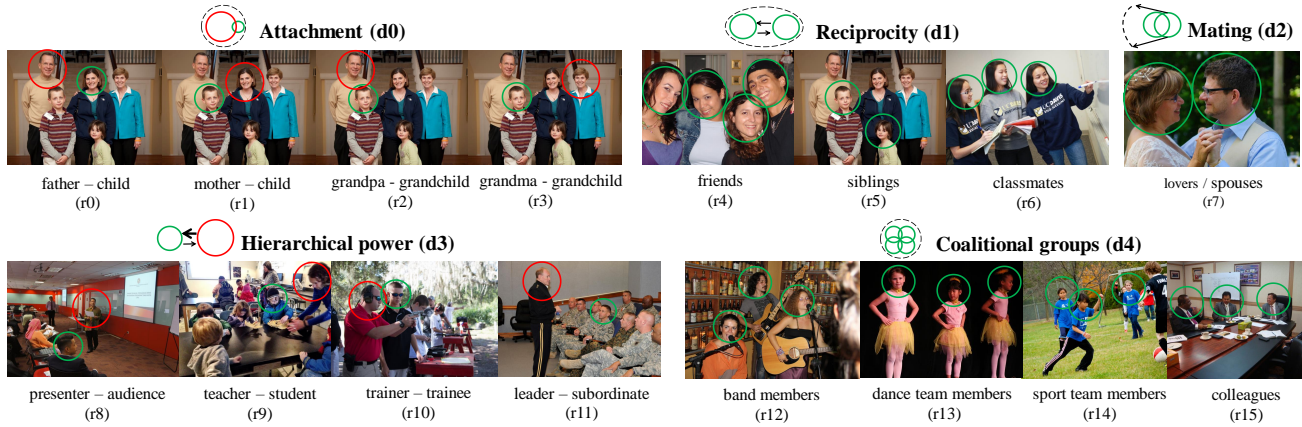 Attachment (d0)
Reciprocity (d1)
Mating (d2)
father – child
(r0)
mother – child
(r1)
grandpa - grandchild
(r2)
grandma - grandchild
(r3)
friends
(r4)
siblings
(r5)
classmates
(r6)
lovers / spouses
(r7)
UC DAVIS
Hierarchical power (d3)
Coalitional groups (d4)
presenter – audience
(r8)
teacher – student
(r9)
trainer – trainee
(r10)
leader – subordinate
(r11)
band members
(r12)
dance team members
(r13)
sport team members
(r14)
colleagues
(r15)